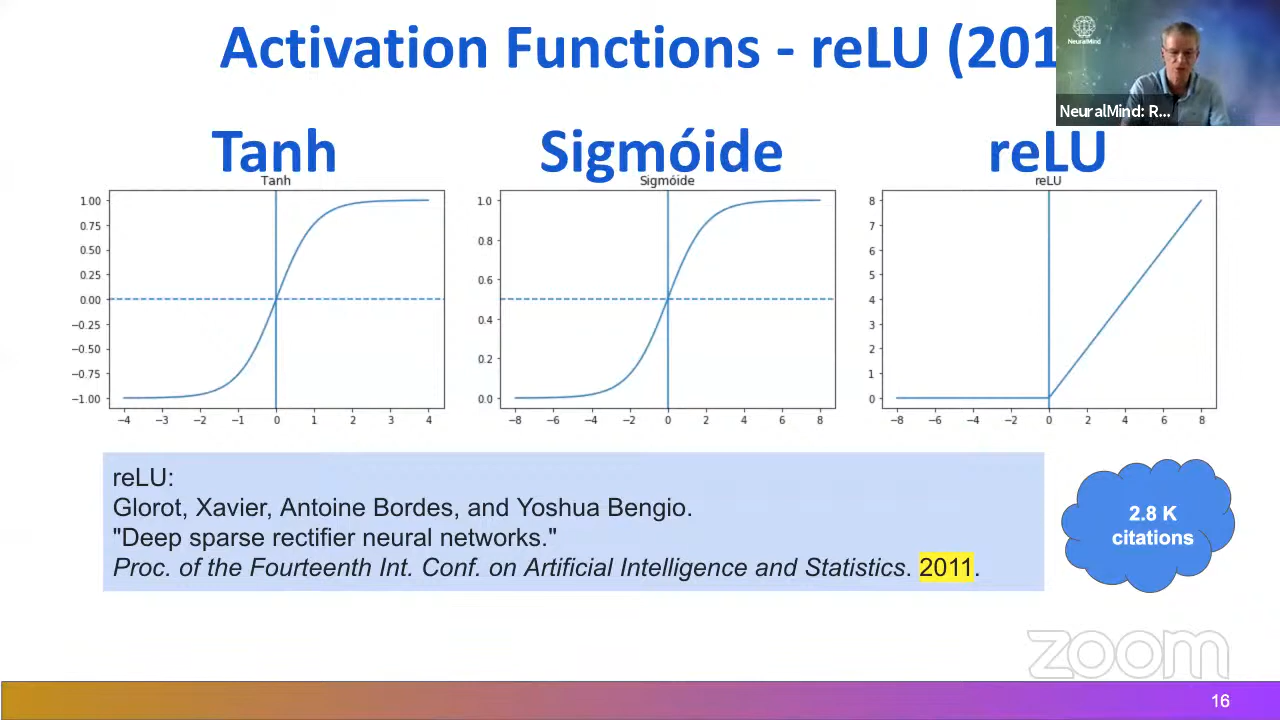 Activation Functions - reLU (201
NeuralMind
NeuralMind: R...
Tanh
Sigmóide
reLU
Tanh
1.00
0.75
0.50
0.25
0.00
−0.25
−0.50
−0.75
−1.00
−4 −3 −2 −1 0 1 2 3 4
Sigmóide
1.0
0.8
0.6
0.4
0.2
0.0
−8 −6 −4 −2 0 2 4 6 8
reLU
8
7
6
5
4
3
2
1
0
−8 −6 −4 −2 0 2 4 6 8
reLU:
Glorot, Xavier, Antoine Bordes, and Yoshua Bengio.
"Deep sparse rectifier neural networks."
Proc. of the Fourteenth Int. Conf. on Artificial Intelligence and Statistics. 2011.
2.8 K
citations
zoom
16